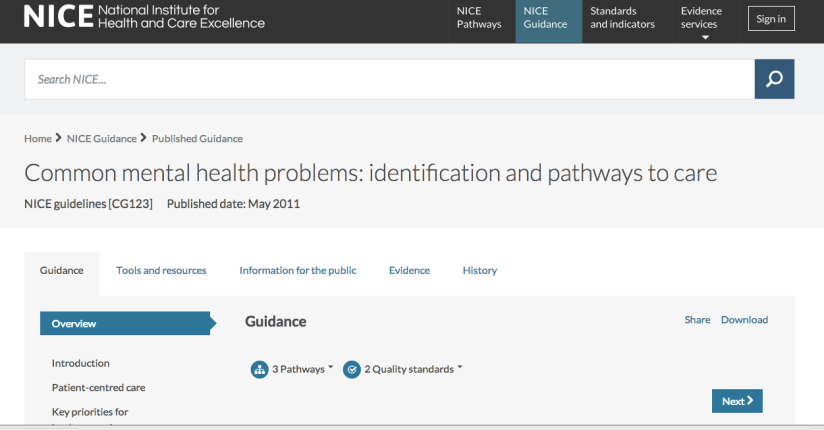 NICE National Institute for Health and Care Excellence
NICE Pathways
NICE Guidance
Standards and indicators
Evidence services
Sign in
Search NICE...
Home > NICE Guidance > Published Guidance
Common mental health problems: identification and pathways to care
NICE guidelines [CG123] Published date: May 2011
Guidance Tools and resources Information for the public Evidence History
Overview
Guidance
Share Download
Introduction
3 Pathways 2 Quality standards
Patient-centred care
Next >
Key priorities for